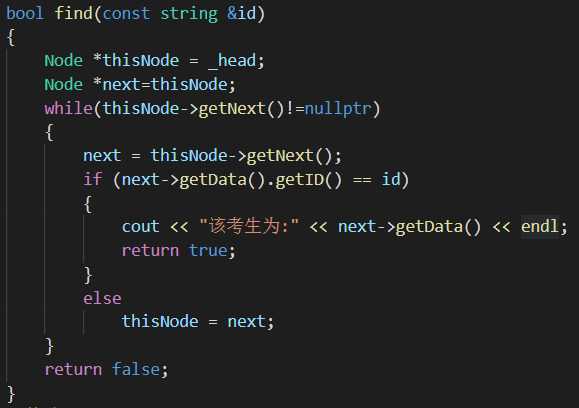 bool find(const string &id)
{
    Node *thisNode = _head;
    Node *next=thisNode;
    while(thisNode->getNext()!=nullptr)
    {
        next = thisNode->getNext();
        if (next->getData().getID() == id)
        {
            cout << "该考生为:" << next->getData() << endl;
            return true;
        }
        else
            thisNode = next;
    }
    return false;
}